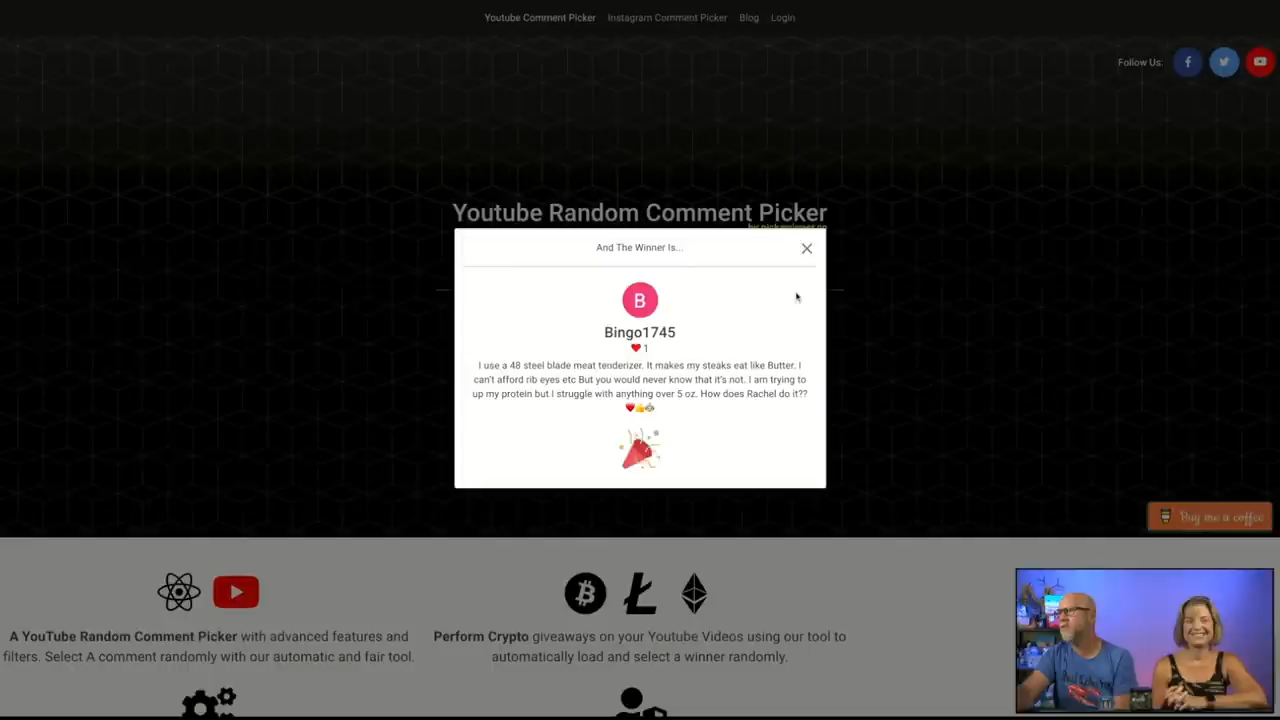 Youtube Comment Picker Instagram Comment Picker Blog Login
Follow Us:
Youtube Random Comment Picker
And The Winner Is...
B
Bingo1745
1
I use a 48 steel blade meat tenderizer. It makes my steaks eat like Butter. I
can't afford rib eyes etc But you would never know that it's not. I am trying to
up my protein but I struggle with anything over 5 oz. How does Rachel do it??
Buy me a coffee
A YouTube Random Comment Picker with advanced features and
filters. Select A comment randomly with our automatic and fair tool.
Perform Crypto giveaways on your Youtube Videos using our tool to
automatically load and select a winner randomly.